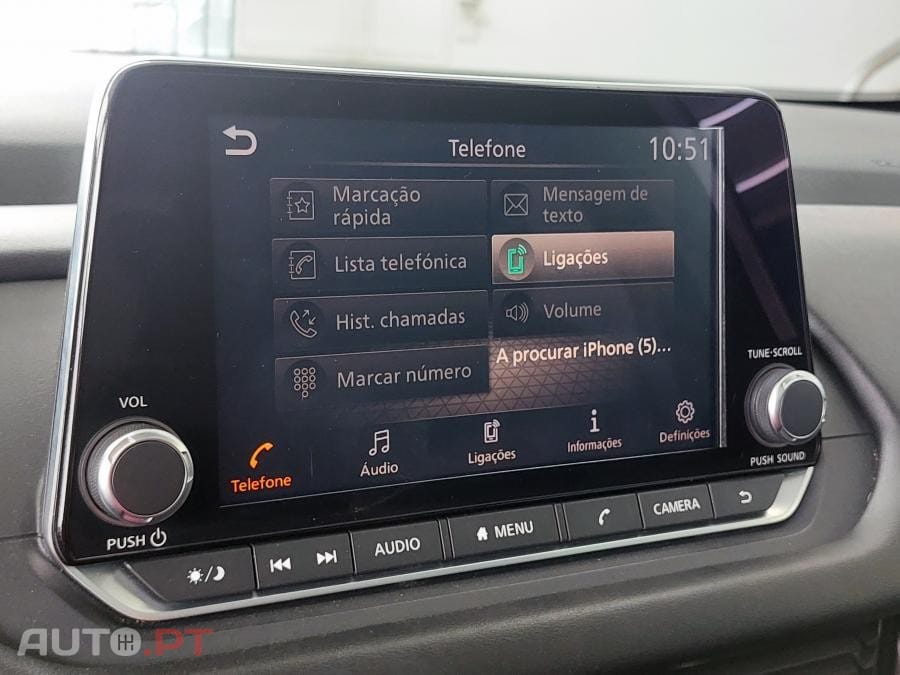 Telefone
10:51
Marcação
rápida
Mensagem de
texto
Lista telefónica
Ligações
Hist. chamadas
Volume
Marcar número
A procurar iPhone (5)...
Telefone
Áudio
Ligações
Informações
Definições
VOL
PUSH
TUNE·SCROLL
PUSH SOUND
AUDIO
MENU
CAMERA
AUTO.PT